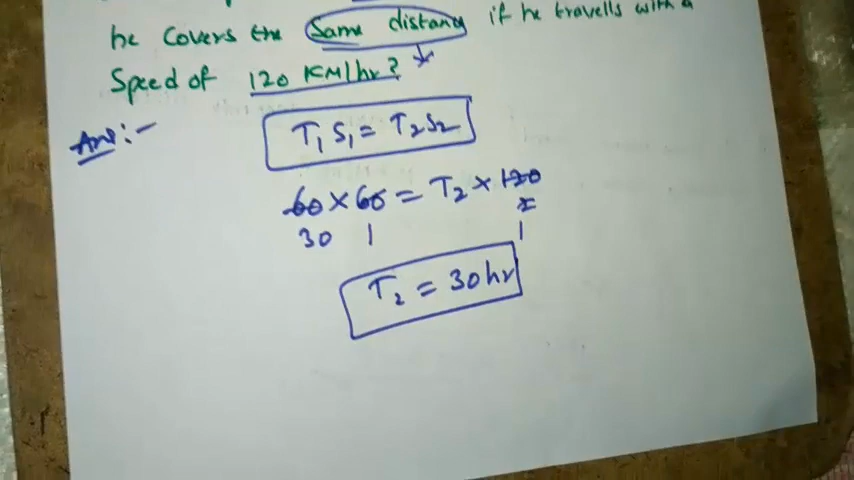 he covers the Same distance if he travells with a
Speed of 120 KM/hr?
Ans:-
T₁ S₁ = T₂ S₂
60 × 60 = T₂ × 120
2
30 1 1
T₂ = 30 hr